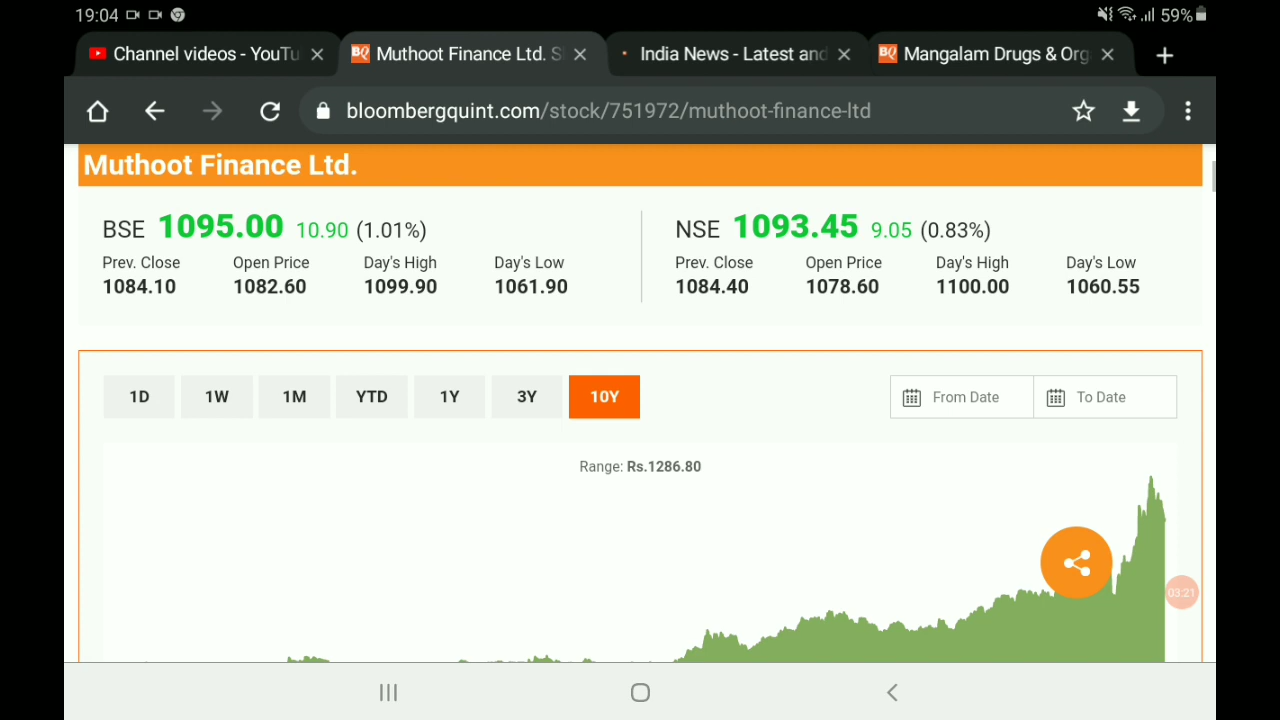 19:04 59%
Channel videos - YouTu Muthoot Finance Ltd. S India News - Latest and Mangalam Drugs & Org
bloombergquint.com/stock/751972/muthoot-finance-ltd
Muthoot Finance Ltd.
BSE 1095.00 10.90 (1.01%) NSE 1093.45 9.05 (0.83%)
Prev. Close Open Price Day's High Day's Low Prev. Close Open Price Day's High Day's Low
1084.10 1082.60 1099.90 1061.90 1084.40 1078.60 1100.00 1060.55
1D 1W 1M YTD 1Y 3Y 10Y From Date To Date
Range: Rs.1286.80
03:21